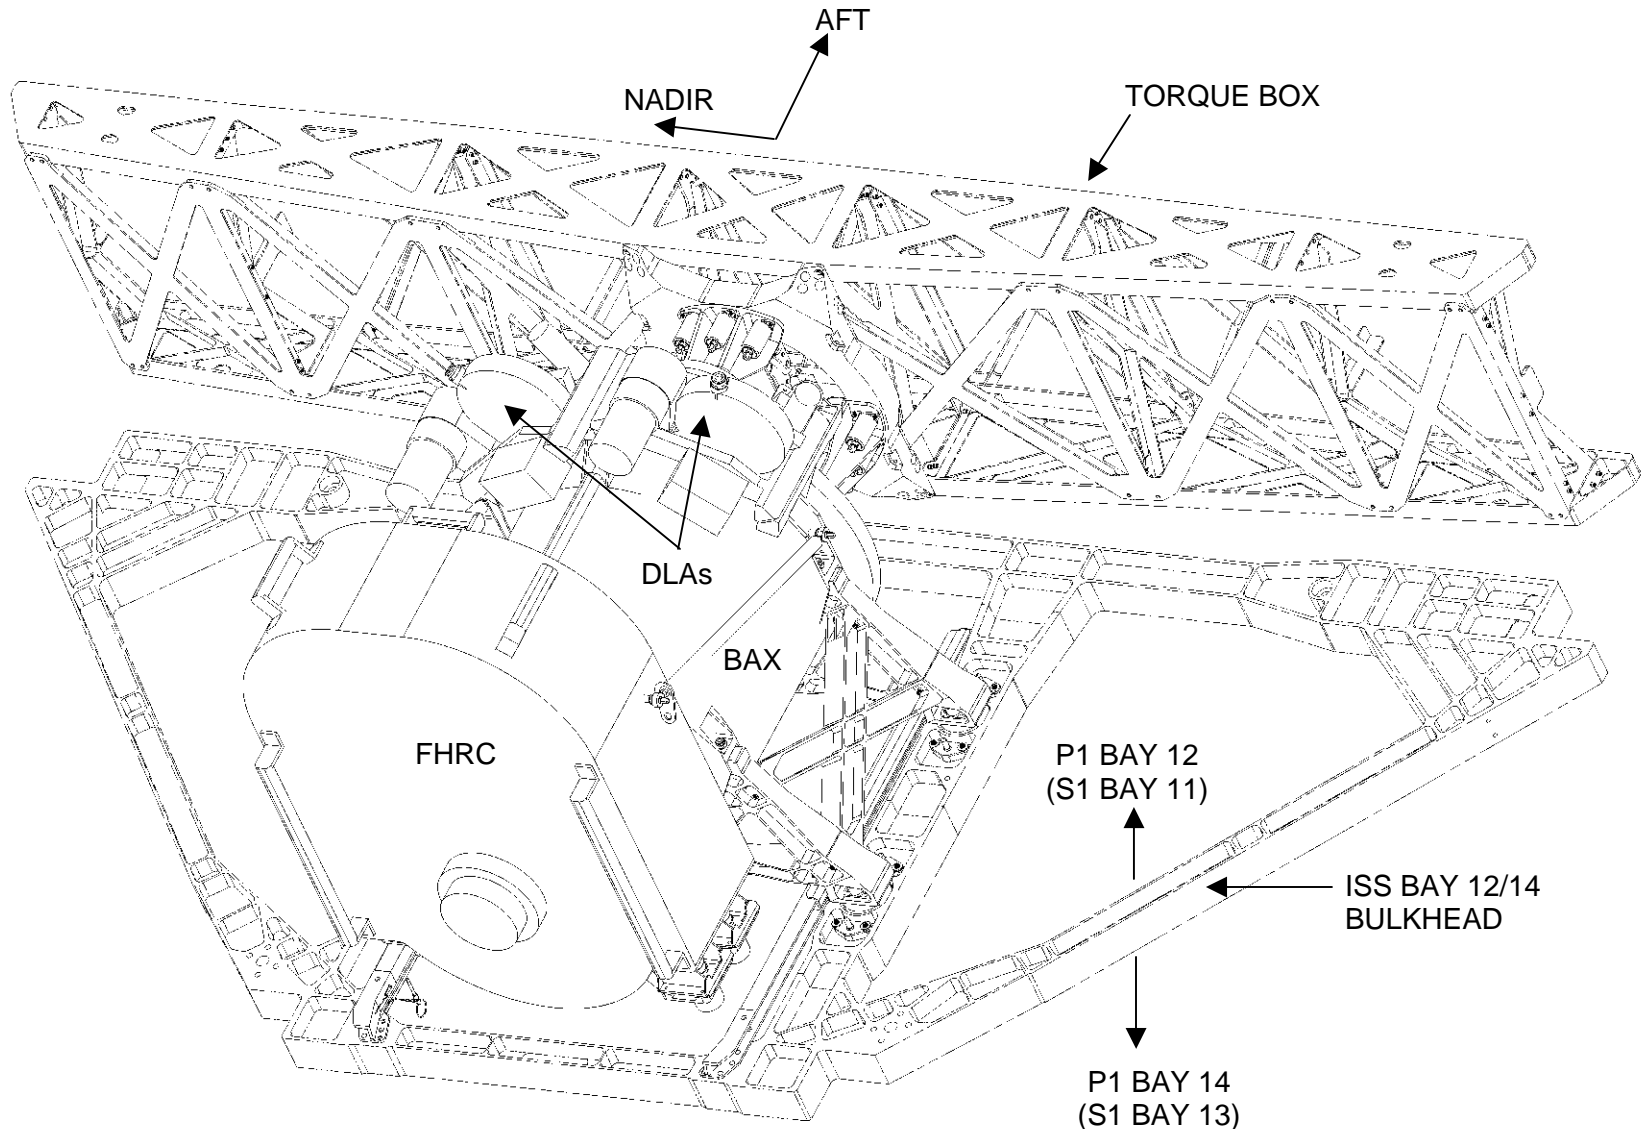 AFT
NADIR
TORQUE BOX
DLAs
BAX
FHRC
P1 BAY 12
(S1 BAY 11)
ISS BAY 12/14
BULKHEAD
P1 BAY 14
(S1 BAY 13)